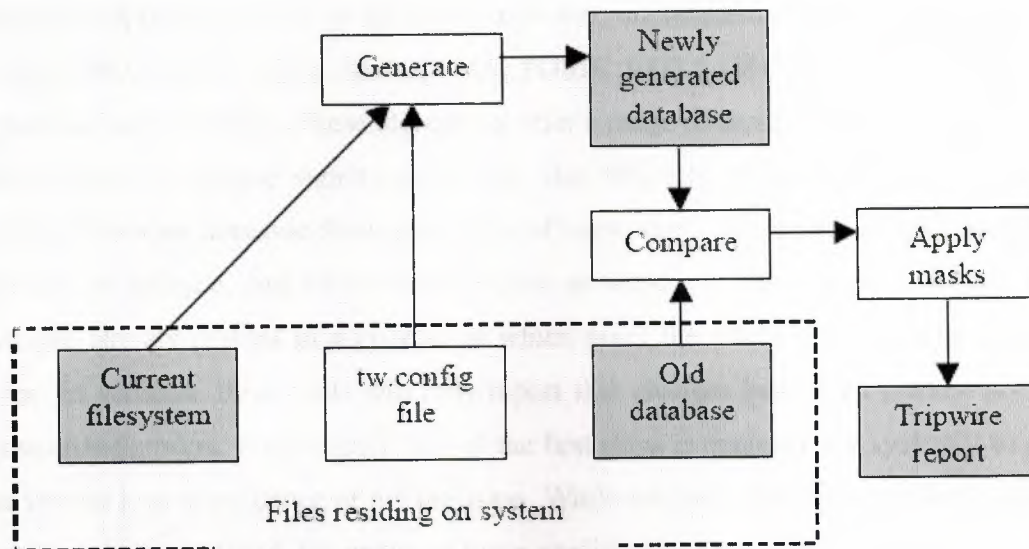 Generate
Newly
generated
database
Compare
Apply
masks
Current
filesystem
tw.config
file
Old
database
Tripwire
report
Files residing on system